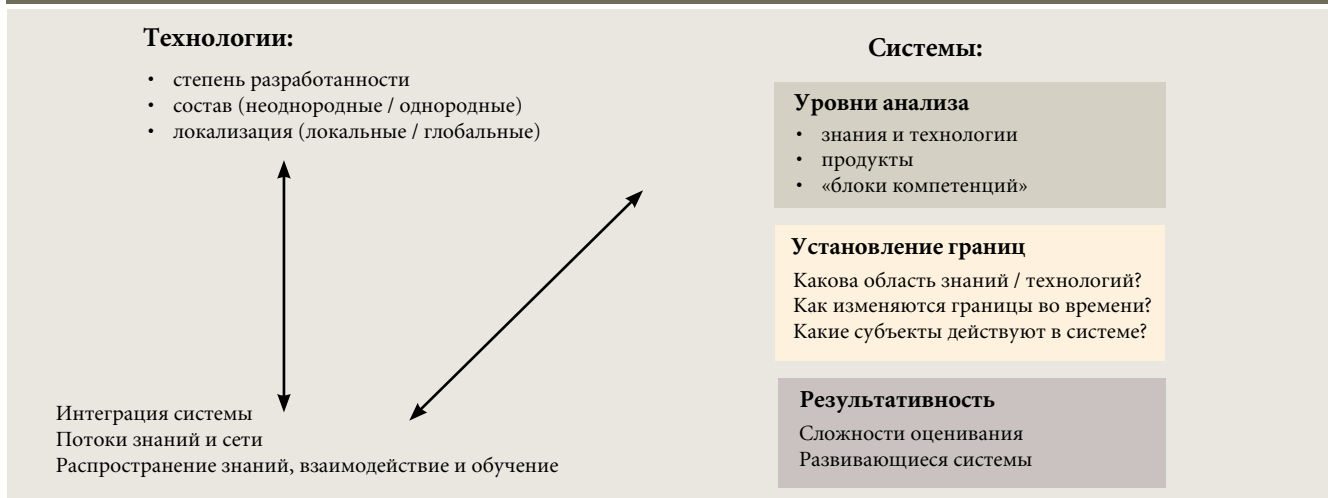 Технологии:
• степень разработанности
• состав (неоднородные / однородные)
• локализация (локальные / глобальные)
Интеграция системы
Потоки знаний и сети
Распространение знаний, взаимодействие и обучение
Системы:
Уровни анализа
• знания и технологии
• продукты
• «блоки компетенций»
Установление границ
Какова область знаний / технологий?
Как изменяются границы во времени?
Какие субъекты действуют в системе?
Результативность
Сложности оценивания
Развивающиеся системы